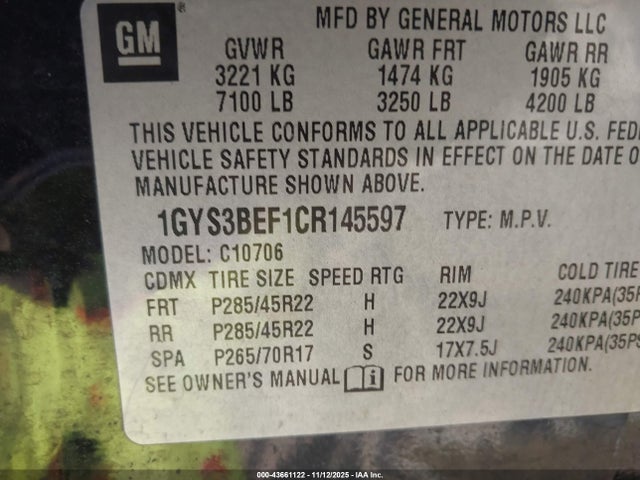 GM ®
MFD BY GENERAL MOTORS LLC
GVWR GAWR FRT GAWR RR
3221 KG 1474 KG 1905 KG
7100 LB 3250 LB 4200 LB
THIS VEHICLE CONFORMS TO ALL APPLICABLE U.S. FED
VEHICLE SAFETY STANDARDS IN EFFECT ON THE DATE O
MANUFACTURE SHOWN ABOVE.
1GYS3BEF1CR145597 TYPE: M.P.V.
MODEL: C10706
CDMX TIRE SIZE SPEED RTG RIM COLD TIRE
FRT P285/45R22 H 22X9J 240KPA(35P
RR P285/45R22 H 22X9J 240KPA(35P
SPA P265/70R17 S 17X7.5J 240KPA(35PS
SEE OWNER'S MANUAL FOR MORE INFORMATION.
000-43661122 - 11/12/2025 - IAA Inc.